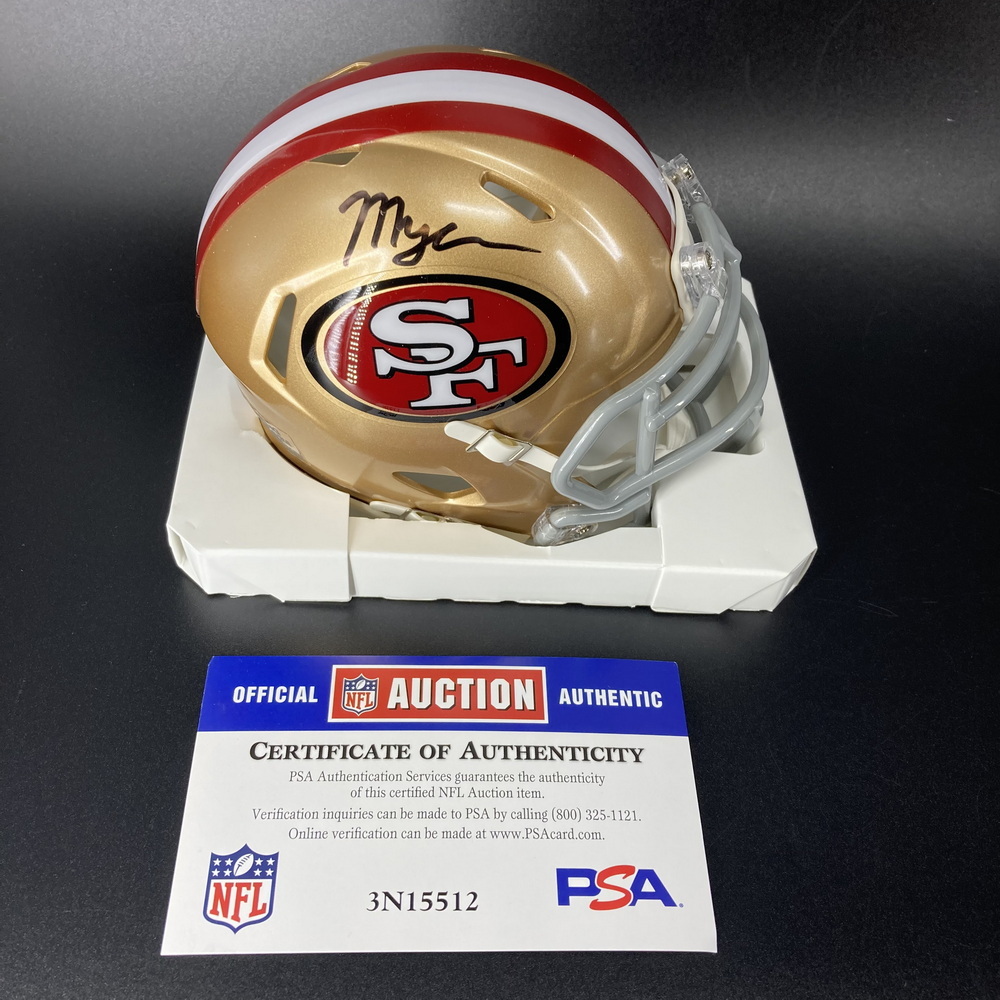 SF
OFFICIAL NFL AUCTION AUTHENTIC
CERTIFICATE OF AUTHENTICITY
PSA Authentication Services guarantees the authenticity
of this certified NFL Auction item.
Verification inquiries can be made to PSA by calling (800) 325-1121.
Online verification can be made at www.PSAcard.com.
NFL
3N15512
PSA